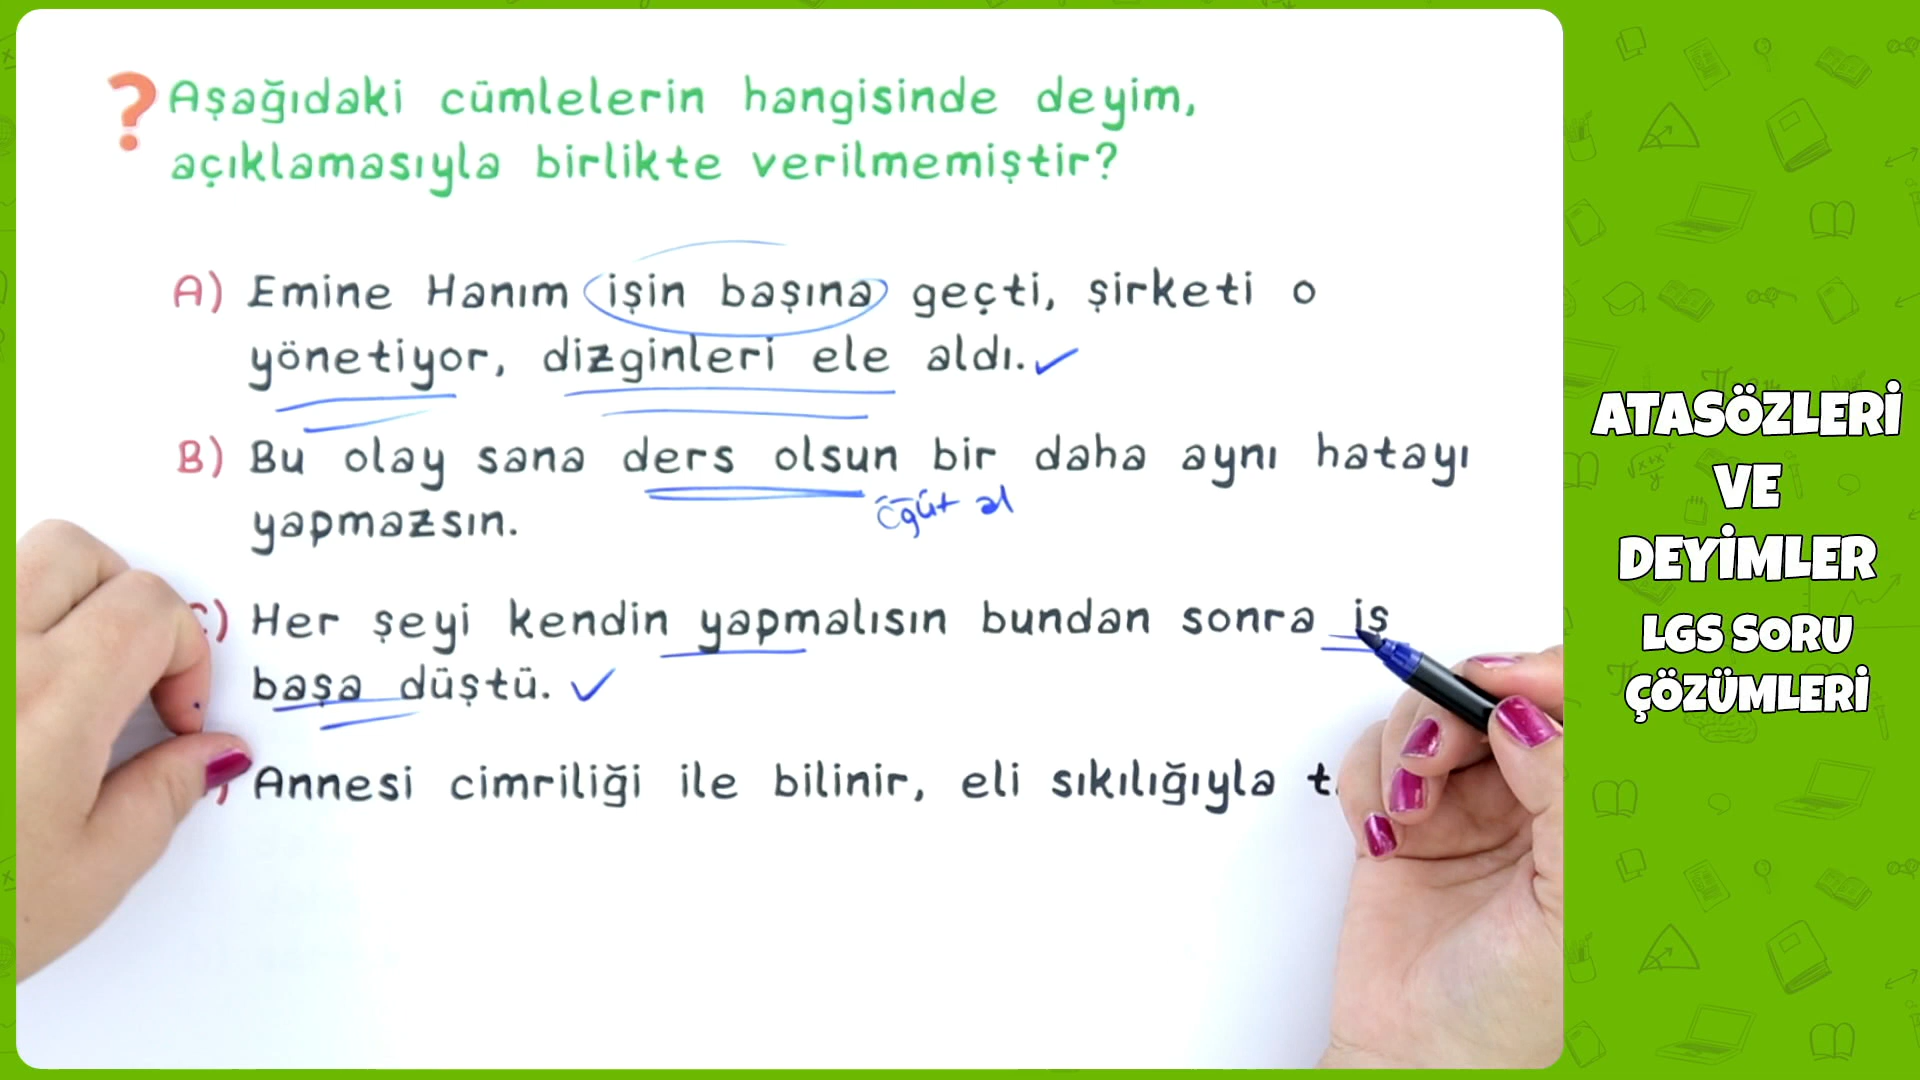 ? Aşağıdaki cümlelerin hangisinde deyim,
açıklamasıyla birlikte verilmemiştir?
A) Emine Hanım işin başına geçti, şirketi o
yönetiyor, dizginleri ele aldı.
B) Bu olay sana ders olsun bir daha aynı hatayı
öğüt al
yapmazsın.
Her şeyi kendin yapmalısın bundan sonra iş
başa düştü.
Annesi cimriliği ile bilinir, eli sıkılığıyla
ATASÖZLERİ
VE
DEYİMLER
LGS SORU
ÇÖZÜMLERİ